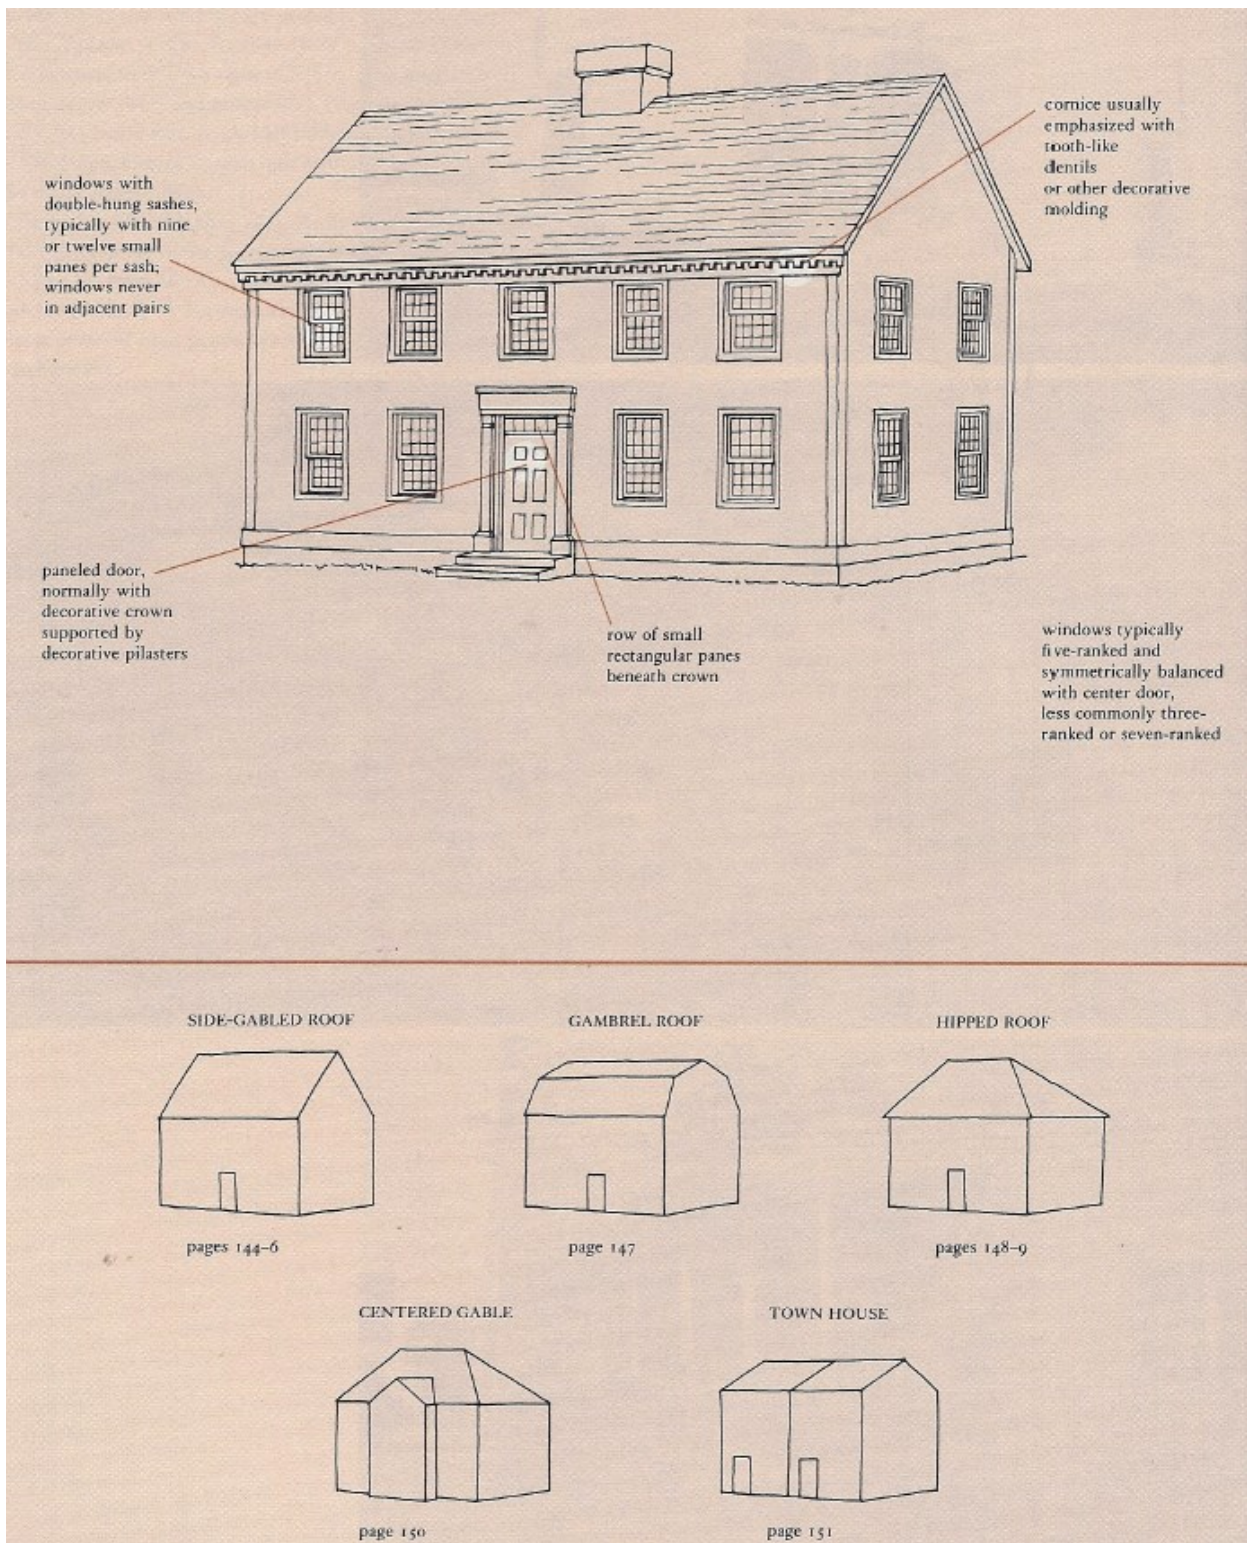 cornice usually
emphasized with
tooth-like
dentils
or other decorative
molding
windows with
double-hung sashes,
typically with nine
or twelve small
panes per sash;
windows never
in adjacent pairs
paneled door,
normally with
decorative crown
supported by
decorative pilasters
row of small
rectangular panes
beneath crown
windows typically
five-ranked and
symmetrically balanced
with center door,
less commonly three-
ranked or seven-ranked
SIDE-GABLED ROOF
GAMBREL ROOF
HIPPED ROOF
pages 144–6
page 147
pages 148–9
CENTERED GABLE
TOWN HOUSE
page 150
page 151